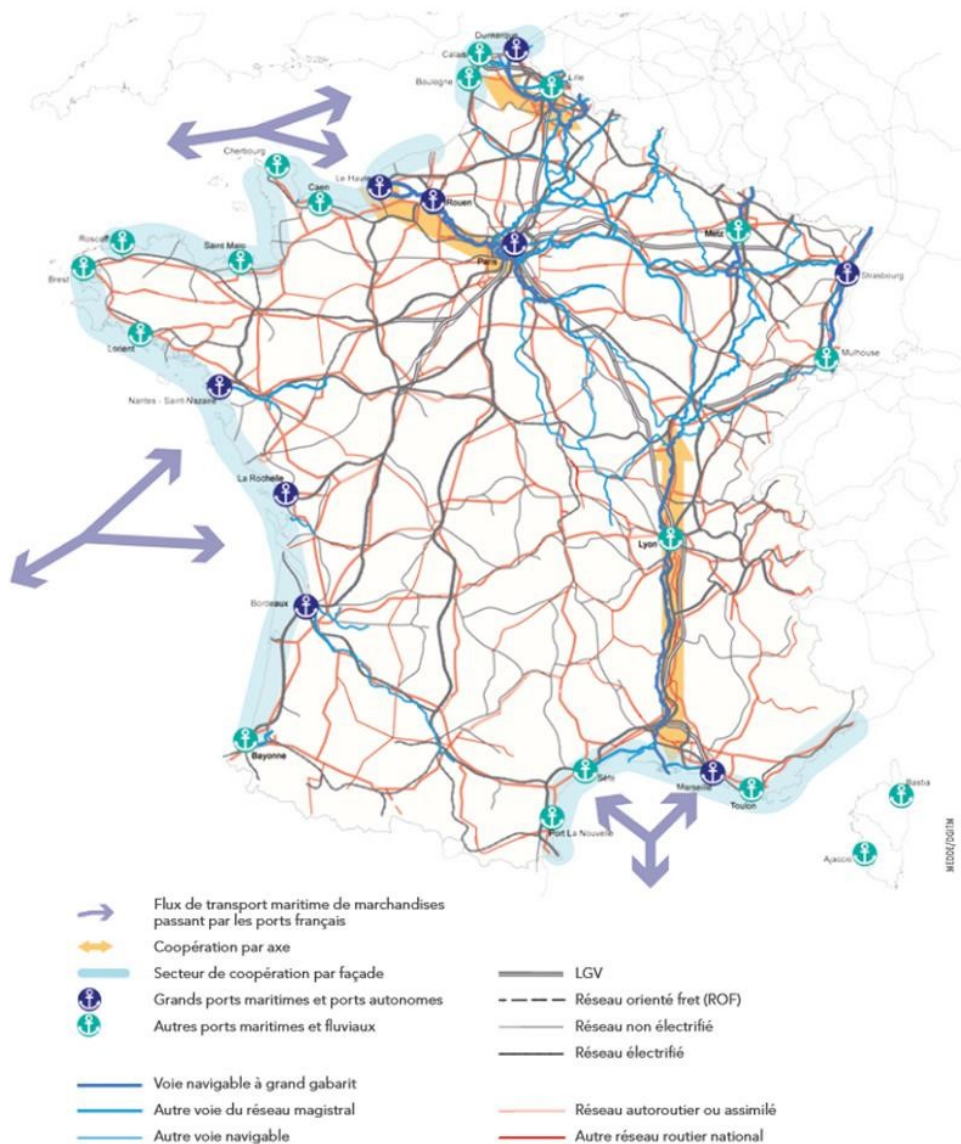 Dunkerque
Calais
Boulogne
Lille
Cherbourg
Le Havre
Caen
Rouen
Roscoff
Saint Malo
Metz
Paris
Brest
Strasbourg
Lorient
Mulhouse
Nantes - Saint-Nazaire
La Rochelle
Lyon
Bordeaux
Bayonne
Sète
Marseille
Bastia
Toulon
Port La Nouvelle
Ajaccio
MEDDE/DGITM
Flux de transport maritime de marchandises
passant par les ports français
Coopération par axe
Secteur de coopération par façade
Grands ports maritimes et ports autonomes
Autres ports maritimes et fluviaux
Voie navigable à grand gabarit
Autre voie du réseau magistral
Autre voie navigable
LGV
Réseau orienté fret (ROF)
Réseau non électrifié
Réseau électrifié
Réseau autoroutier ou assimilé
Autre réseau routier national